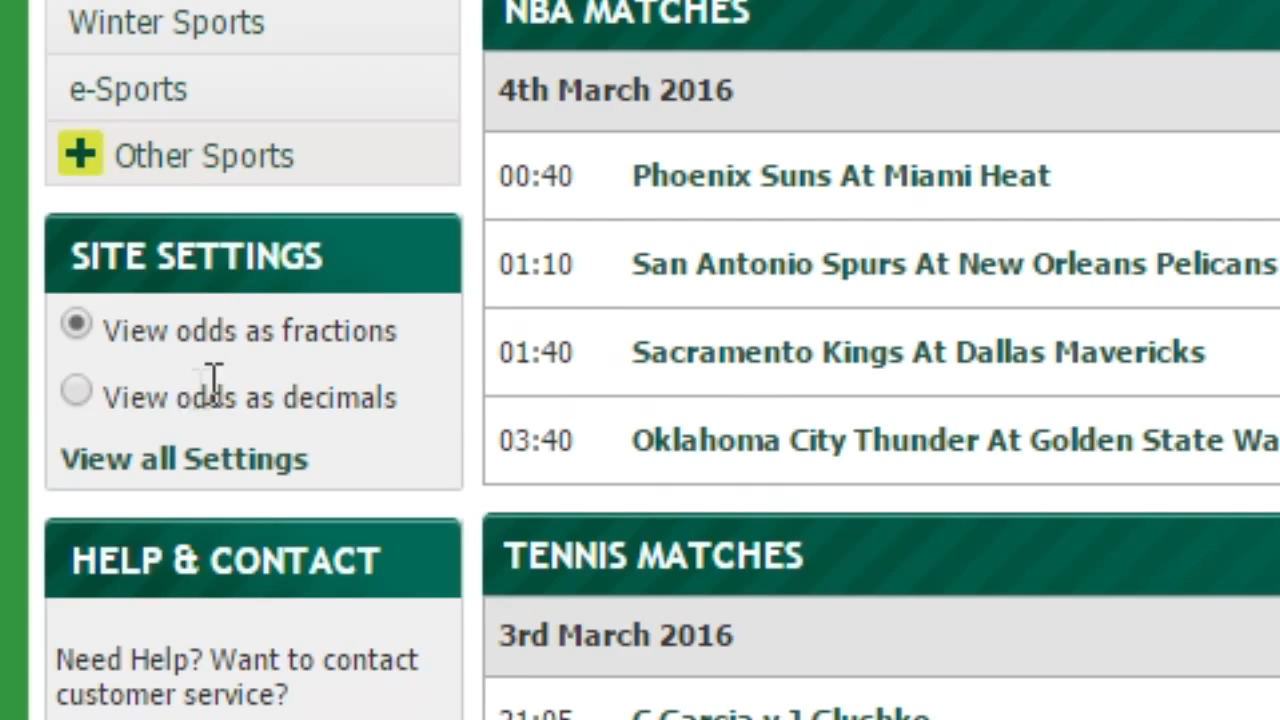 Winter Sports
e-Sports
Other Sports
SITE SETTINGS
View odds as fractions
View odds as decimals
View all Settings
HELP & CONTACT
Need Help? Want to contact
customer service?
NBA MATCHES
4th March 2016
00:40 Phoenix Suns At Miami Heat
01:10 San Antonio Spurs At New Orleans Pelicans
01:40 Sacramento Kings At Dallas Mavericks
03:40 Oklahoma City Thunder At Golden State Wa
TENNIS MATCHES
3rd March 2016
21:05 C Garcia v